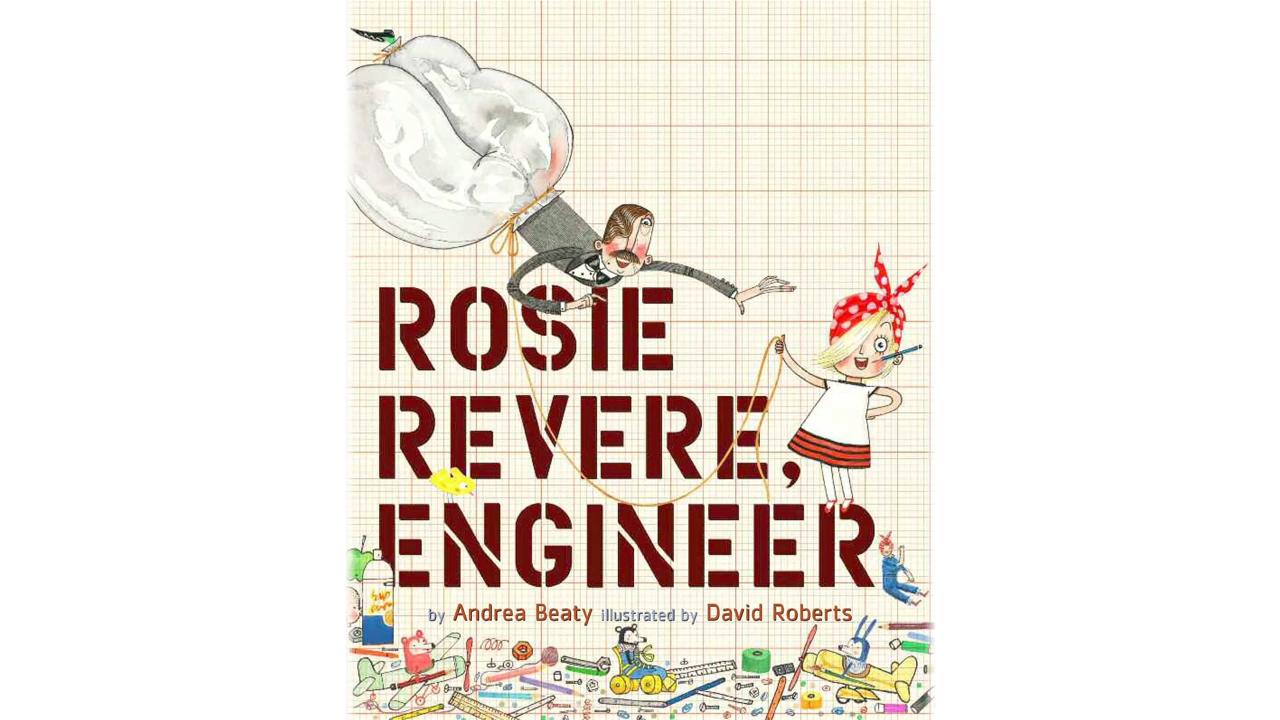 ROSIE
REVERE,
ENGINEER
by Andrea Beaty illustrated by David Roberts